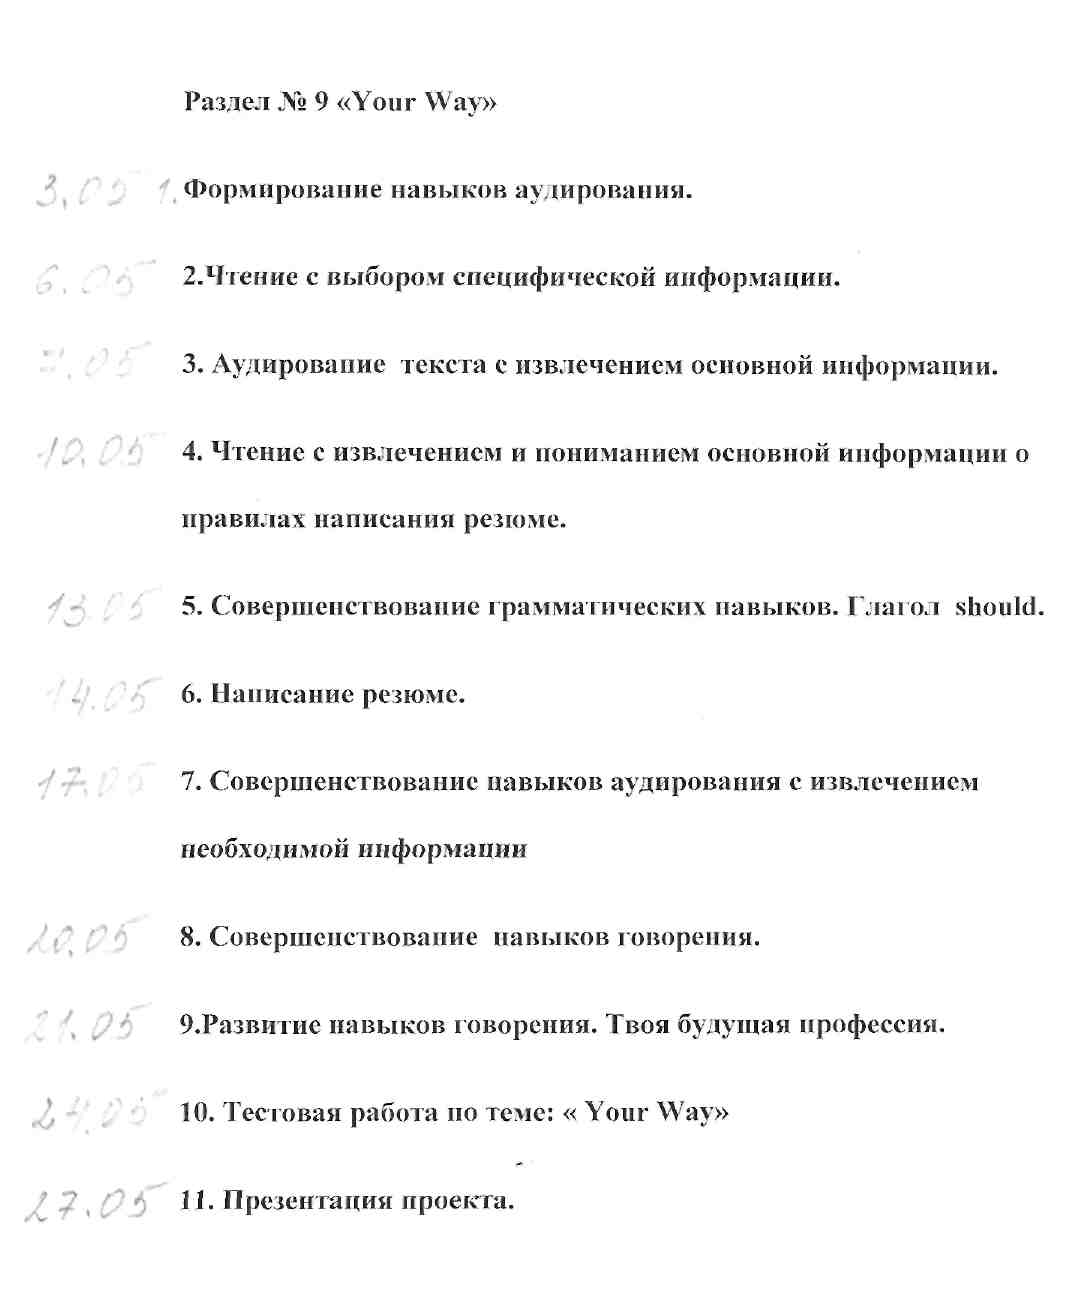 Раздел № 9 «Your Way»
3.05 1. Формирование навыков аудирования.
6.05 2.Чтение с выбором специфической информации.
7.05 3. Аудирование текста с извлечением основной информации.
10.05 4. Чтение с извлечением и пониманием основной информации о
правилах написания резюме.
13.05 5. Совершенствование грамматических навыков. Глагол should.
14.05 6. Написание резюме.
17.05 7. Совершенствование навыков аудирования с извлечением
необходимой информации
20.05 8. Совершенствование навыков говорения.
21.05 9.Развитие навыков говорения. Твоя будущая профессия.
24.05 10. Тестовая работа по теме: « Your Way»
27.05 11. Презентация проекта.